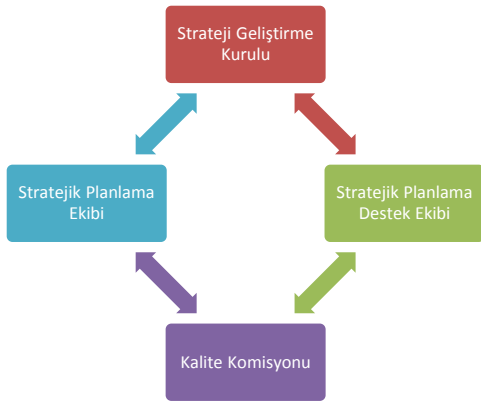 Strateji Geliştirme
Kurulu
Stratejik Planlama
Ekibi
Stratejik Planlama
Destek Ekibi
Kalite Komisyonu